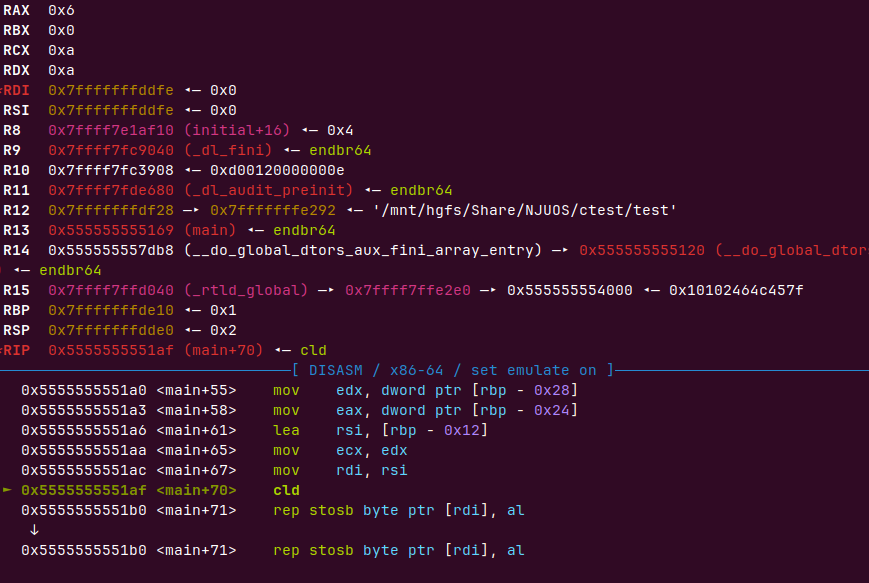 RAX  0x6
RBX  0x0
RCX  0xa
RDX  0xa
*RDI  0x7fffffffddfe ◂— 0x0
RSI  0x7fffffffddfe ◂— 0x0
R8   0x7ffff7e1af10 (initial+16) ◂— 0x4
R9   0x7ffff7fc9040 (_dl_fini) ◂— endbr64
R10  0x7ffff7fc3908 ◂— 0xd00120000000e
R11  0x7ffff7fde680 (_dl_audit_preinit) ◂— endbr64
R12  0x7fffffffdf28 —▸ 0x7fffffffe292 ◂— '/mnt/hgfs/Share/NJUOS/ctest/test'
R13  0x555555555169 (main) ◂— endbr64
R14  0x555555557db8 (__do_global_dtors_aux_fini_array_entry) —▸ 0x555555555120 (__do_global_dtor
◂— endbr64
R15  0x7ffff7ffd040 (_rtld_global) —▸ 0x7ffff7ffe2e0 —▸ 0x555555554000 ◂— 0x10102464c457f
RBP  0x7fffffffde10 ◂— 0x1
RSP  0x7fffffffdde0 ◂— 0x2
*RIP  0x5555555551af (main+70) ◂— cld
[ DISASM / x86-64 / set emulate on ]
0x5555555551a0 <main+55>    mov    edx, dword ptr [rbp - 0x28]
0x5555555551a3 <main+58>    mov    eax, dword ptr [rbp - 0x24]
0x5555555551a6 <main+61>    lea    rsi, [rbp - 0x12]
0x5555555551aa <main+65>    mov    ecx, edx
0x5555555551ac <main+67>    mov    rdi, rsi
► 0x5555555551af <main+70>    cld
0x5555555551b0 <main+71>    rep stosb byte ptr [rdi], al
↓
0x5555555551b0 <main+71>    rep stosb byte ptr [rdi], al